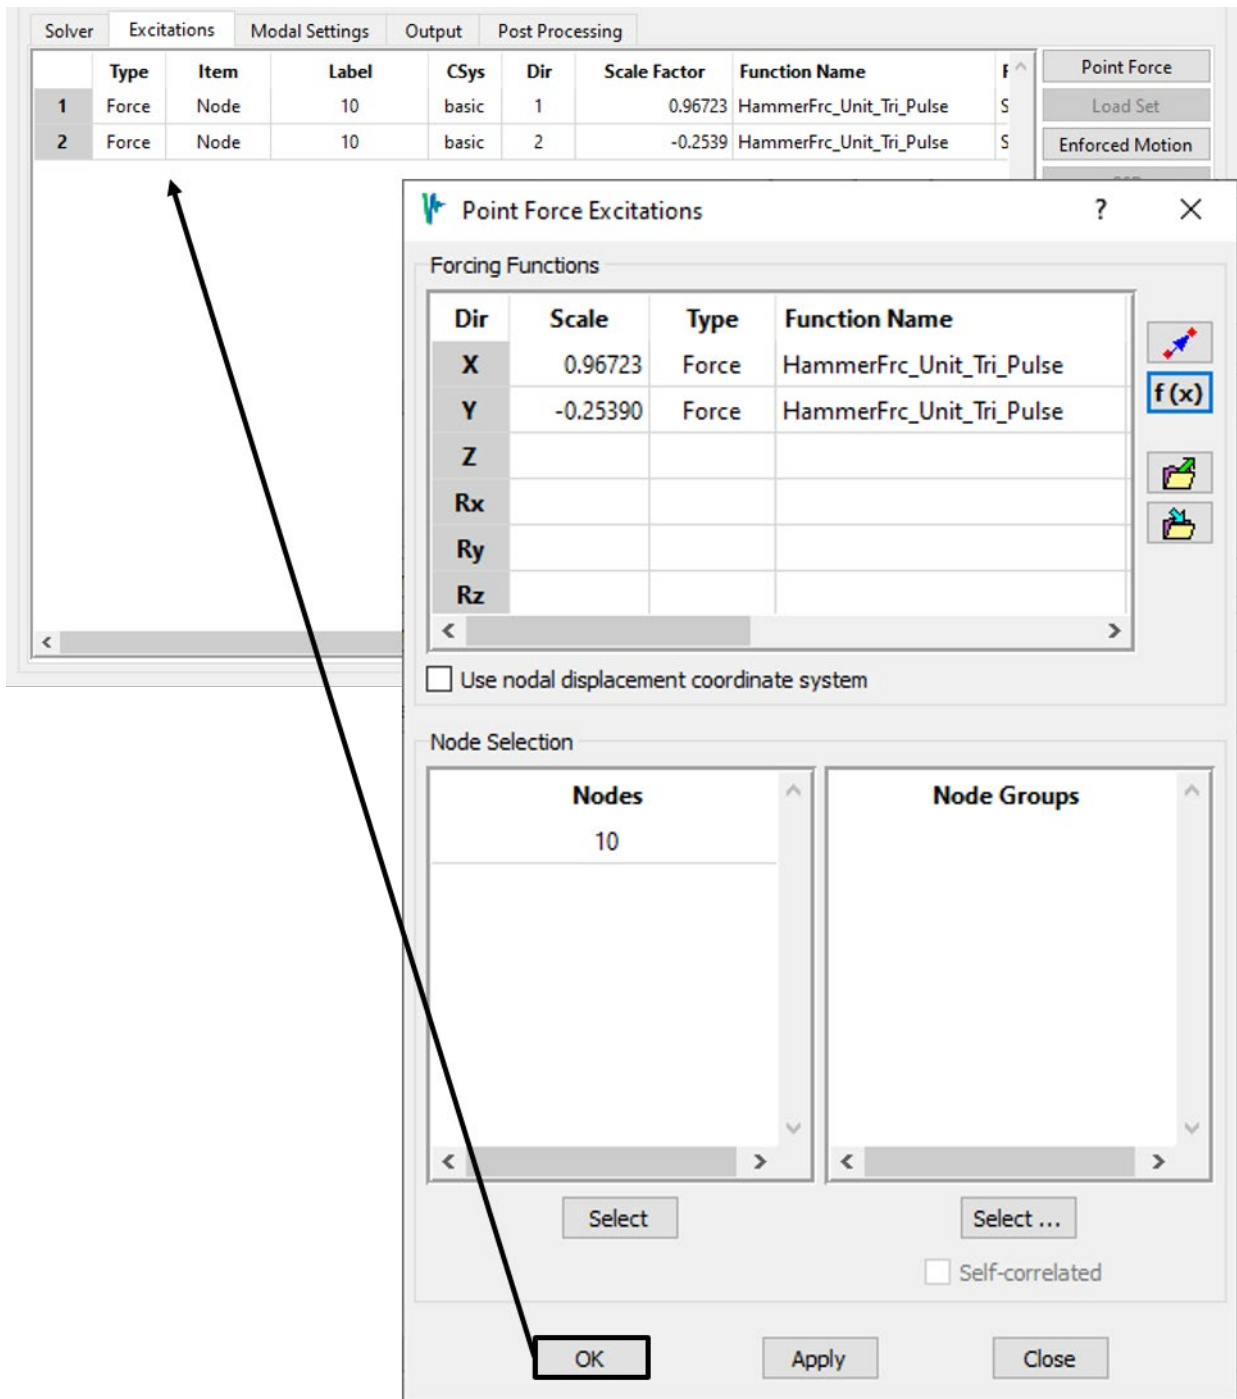 Solver Excitations Modal Settings Output Post Processing
Type Item Label CSys Dir Scale Factor Function Name
1 Force Node 10 basic 1 0.96723 HammerFrc_Unit_Tri_Pulse S
2 Force Node 10 basic 2 -0.2539 HammerFrc_Unit_Tri_Pulse S
Point Force
Load Set
Enforced Motion
Point Force Excitations ?
Forcing Functions
Dir Scale Type Function Name
X 0.96723 Force HammerFrc_Unit_Tri_Pulse
Y -0.25390 Force HammerFrc_Unit_Tri_Pulse
Z
Rx
Ry
Rz
f (x)
Use nodal displacement coordinate system
Node Selection
Nodes
10
Node Groups
Select
Select ...
Self-correlated
OK Apply Close